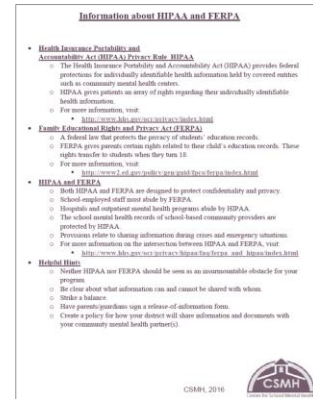 Information about HIPAA and FERPA
• Health Insurance Portability and
Accountability Act (HIPAA) Privacy Rule HIPAA
o The Health Insurance Portability and Accountability Act (HIPAA) provides federal
protections for individually identifiable health information held by covered entities
such as community mental health centers.
o HIPAA gives patients an array of rights regarding their individually identifiable
health information.
o For more information, visit:
▪ http://www.hhs.gov/ocr/privacy/index.html
• Family Educational Rights and Privacy Act (FERPA)
o A federal law that protects the privacy of students' education records.
o FERPA gives parents certain rights related to their child's education records. These
rights transfer to students when they turn 18.
o For more information, visit:
▪ http://www2.ed.gov/policy/gen/guid/fpco/ferpa/index.html
• HIPAA and FERPA
o Both HIPAA and FERPA are designed to protect confidentiality and privacy.
o School-employed staff must abide by FERPA.
o Hospitals and outpatient mental health programs abide by HIPAA.
o The school mental health records of school-based community providers are
protected by HIPAA.
o Provisions relate to sharing information during crises and emergency situations.
o For more information on the intersection between HIPAA and FERPA, visit:
▪ http://www.hhs.gov/ocr/privacy/hipaa/faq/ferpa_and_hipaa/index.html
• Helpful Hints
o Neither HIPAA nor FERPA should be seen as an insurmountable obstacle for your
program.
o Be clear about what information can and cannot be shared with whom.
o Strike a balance.
o Have parents/guardians sign a release-of-information form.
o Create a policy for how your district will share information and documents with
your community mental health partner(s).
CSMH, 2016
CSMH
Center for School Mental Health